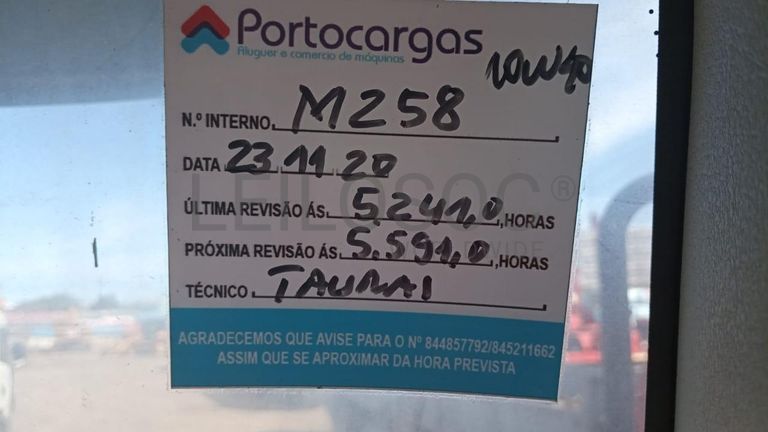 Portocargas
Aluguer e comercio de máquinas
N.º INTERNO M258
DATA 23.11.20
ÚLTIMA REVISÃO ÁS 5.241,0 ,HORAS
PRÓXIMA REVISÃO ÁS 5.591,0 ,HORAS
TÉCNICO
AGRADECEMOS QUE AVISE PARA O Nº 844857792/845211662
ASSIM QUE SE APROXIMAR DA HORA PREVISTA
LEILOSOC®